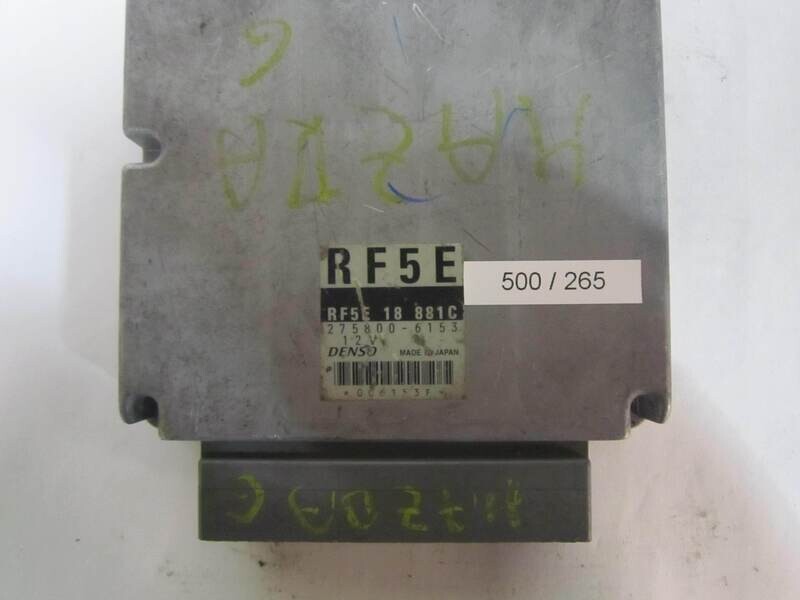 6
MAZDA
RF5E
500 / 265
RF5E 18 881C
275800-6153
12V
DENSO MADE IN JAPAN
MAZDA 6